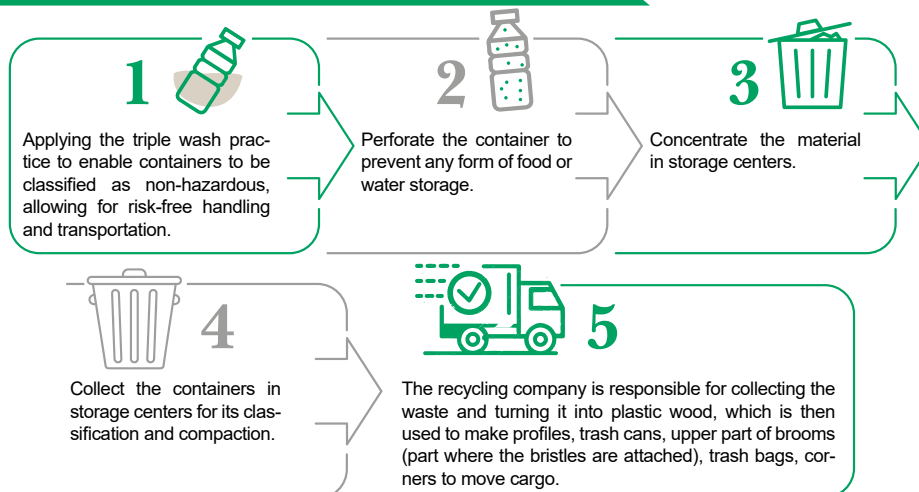 1
Applying the triple wash prac-
tice to enable containers to be
classified as non-hazardous,
allowing for risk-free handling
and transportation.
2
Perforate the container to
prevent any form of food or
water storage.
3
Concentrate the material
in storage centers.
4
Collect the containers in
storage centers for its clas-
sification and compaction.
5
The recycling company is responsible for collecting the
waste and turning it into plastic wood, which is then
used to make profiles, trash cans, upper part of brooms
(part where the bristles are attached), trash bags, cor-
ners to move cargo.